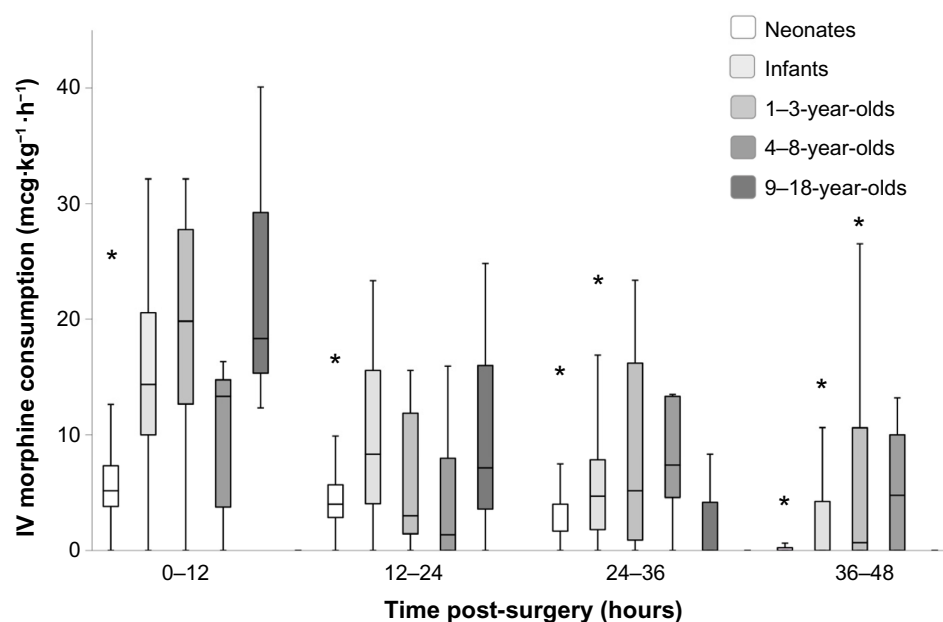 IV morphine consumption (mcg·kg⁻¹·h⁻¹)
40
30
20
10
0
Neonates
Infants
1–3-year-olds
4–8-year-olds
9–18-year-olds
*
*
*
*
*
*
*
0–12
12–24
24–36
36–48
Time post-surgery (hours)